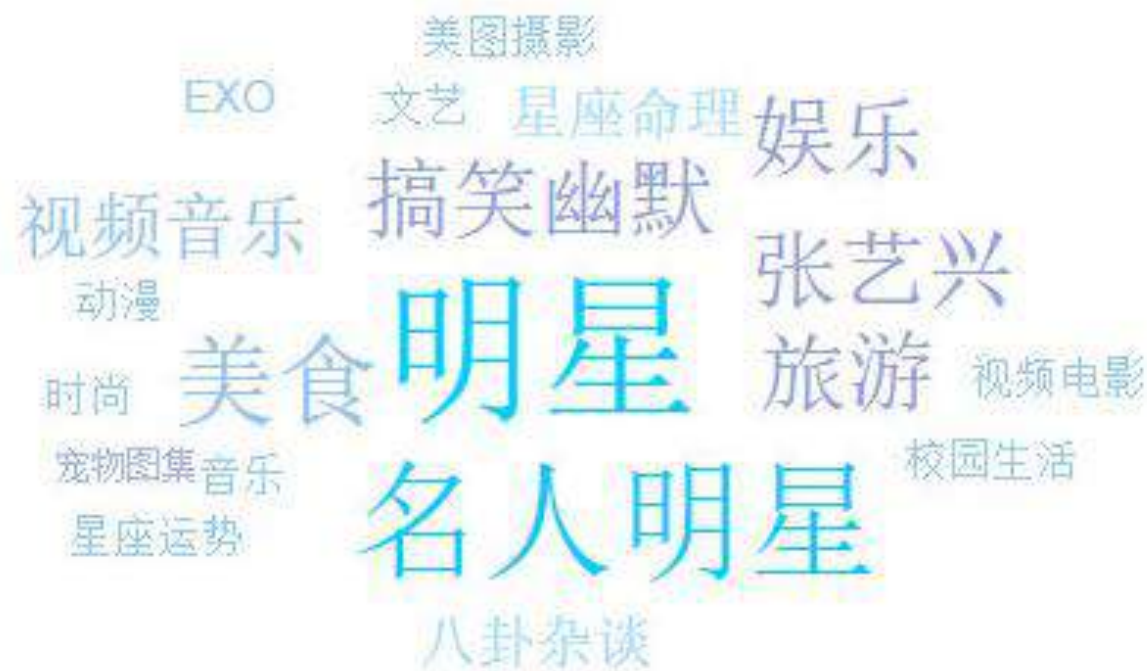 美图摄影
EXO
文艺
星座命理
娱乐
视频音乐
搞笑幽默
张艺兴
动漫
明星
美食
旅游
视频电影
时尚
宠物图集
音乐
校园生活
星座运势
名人明星
八卦杂谈